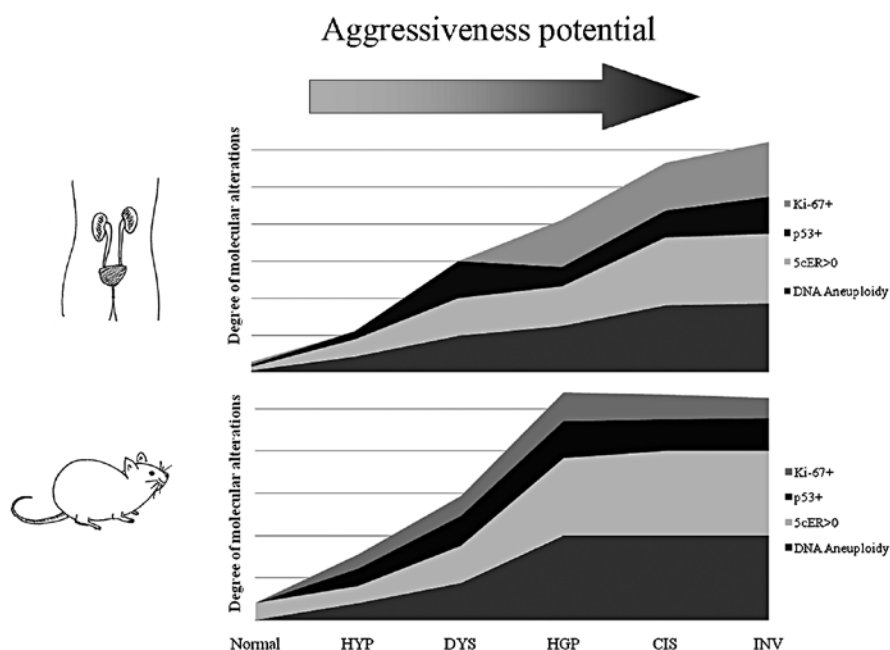 Aggressiveness potential
Degree of molecular alterations
Ki-67+
p53+
5cER>0
DNA Aneuploidy
Degree of molecular alterations
Ki-67+
p53+
5cER>0
DNA Aneuploidy
Normal HYP DYS HGP CIS INV